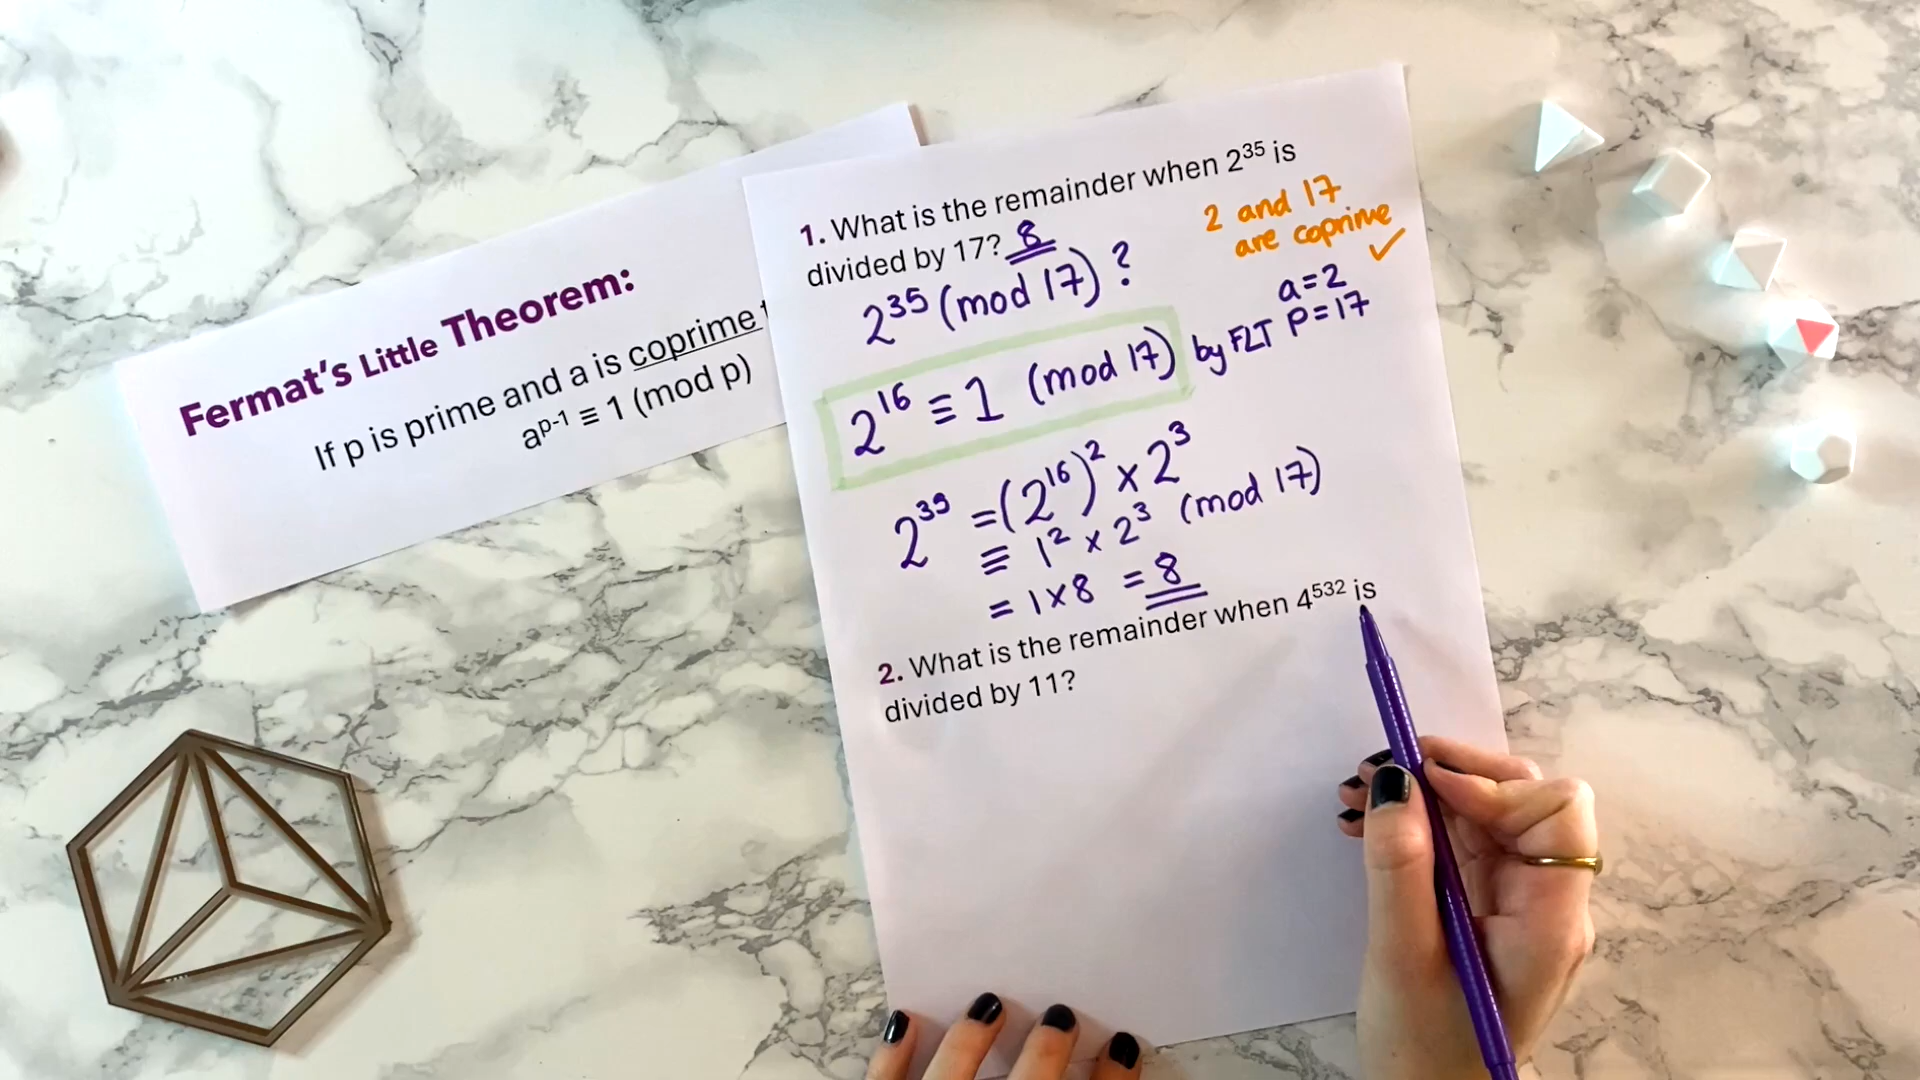 Fermat's Little Theorem:
If p is prime and a is coprime
a^{p-1} ≡ 1 (mod p)
1. What is the remainder when 2^{35} is
divided by 17? 8
2 and 17
are coprime ✓
2^{35} (mod 17) ?
a=2
p=17
2^{16} ≡ 1 (mod 17) by FLT
2^{35} = (2^{16})^2 × 2^3
≡ 1^2 × 2^3 (mod 17)
= 1×8 = 8
2. What is the remainder when 4^{532} is
divided by 11?